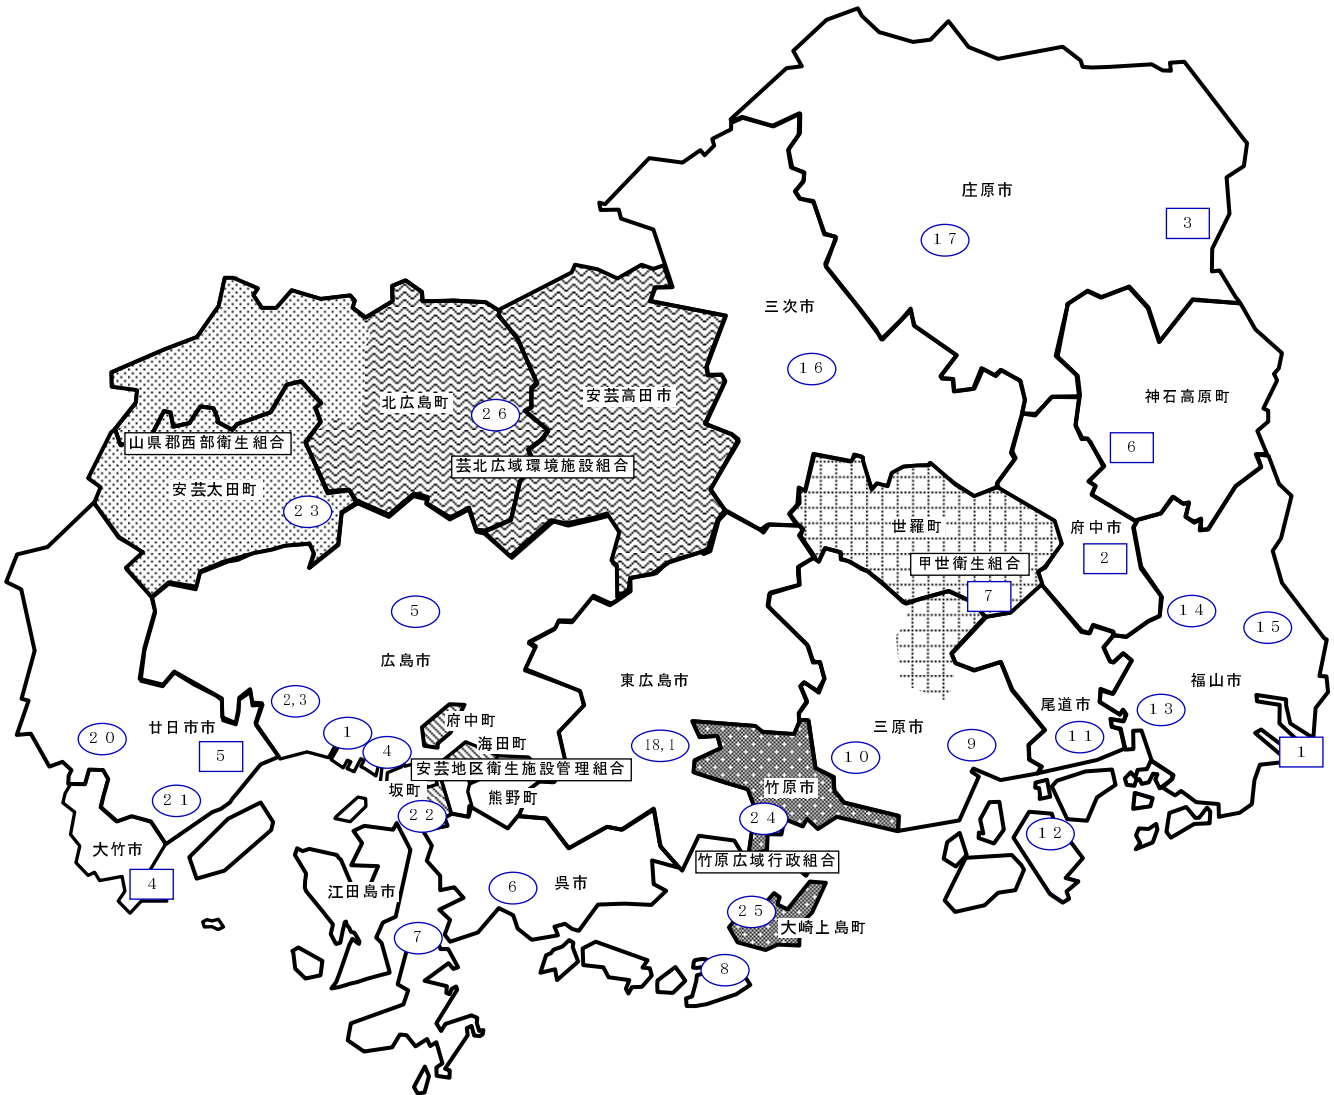 庄原市
3
１７
三次市
１６
神石高原町
北広島町
安芸高田市
２６
山県郡西部衛生組合
6
芸北広域環境施設組合
安芸太田町
２３
世羅町
府中市
甲世衛生組合
2
7
5
１４
１５
広島市
東広島市
福山市
2,3
尾道市
１３
府中町
三原市
廿日市市
1
２０
１１
海田町
18,1
9
4
5
１０
1
安芸地区衛生施設管理組合
竹原市
坂町
熊野町
２１
２２
２４
１２
大竹市
竹原広域行政組合
4
江田島市
呉市
6
２５
大崎上島町
7
8